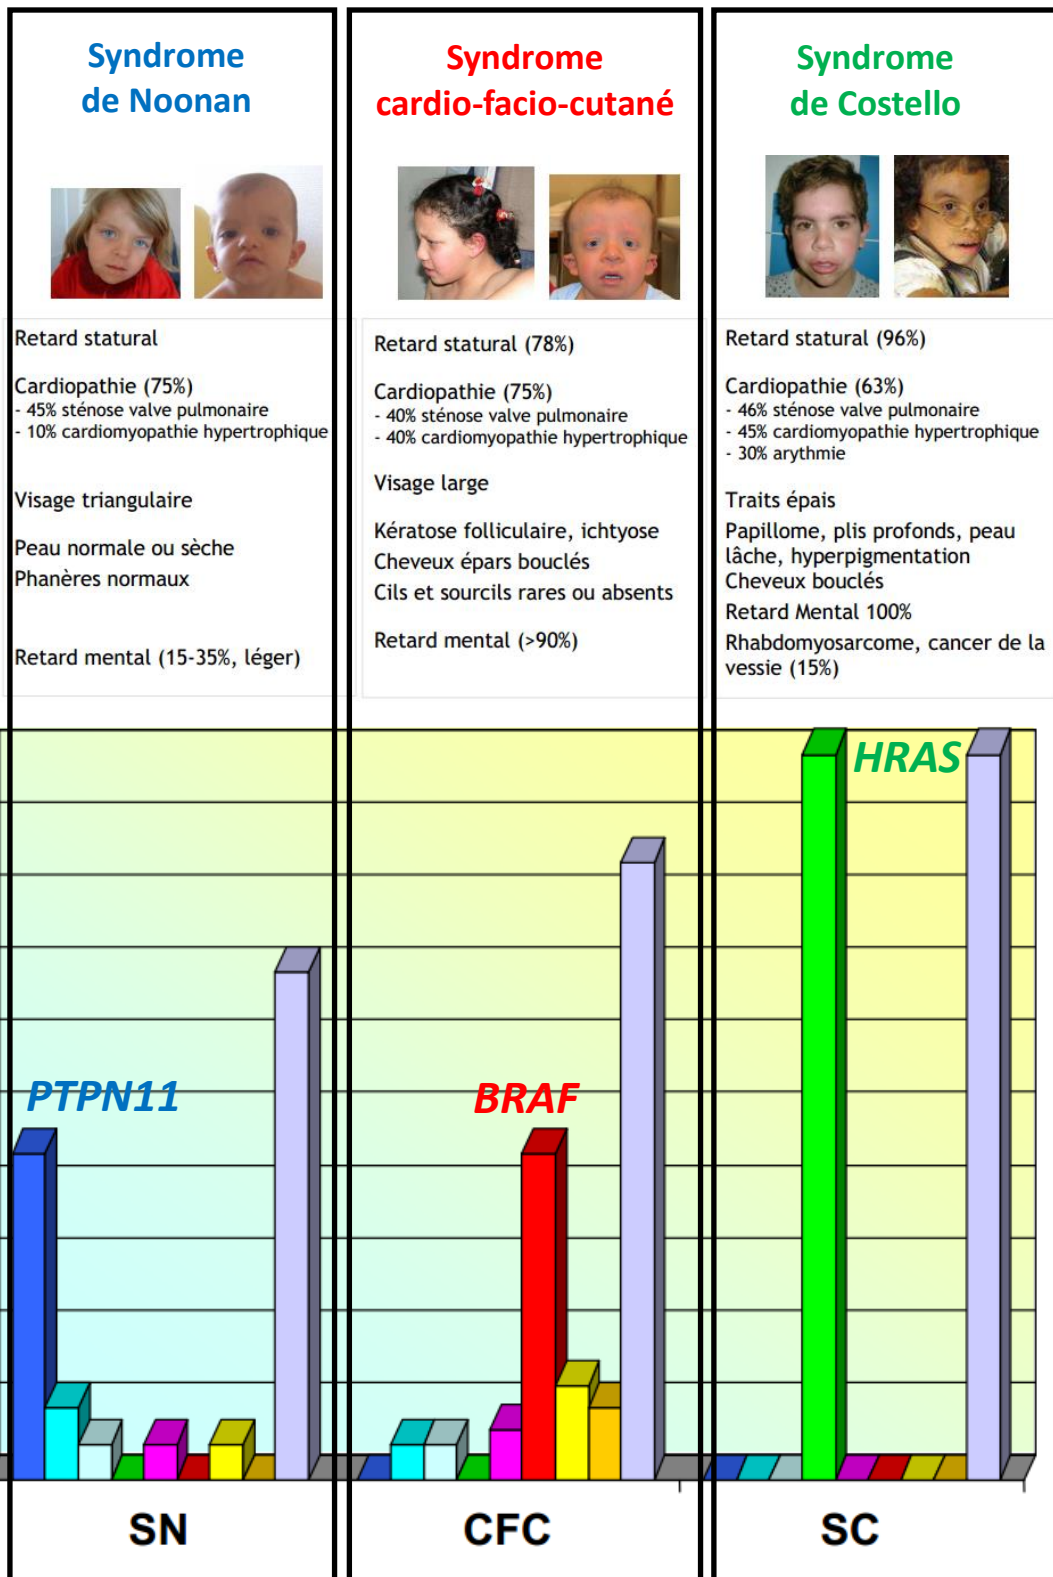 Syndrome
de Noonan
Retard statural
Cardiopathie (75%)
- 45% sténose valve pulmonaire
- 10% cardiomyopathie hypertrophique
Visage triangulaire
Peau normale ou sèche
Phanères normaux
Retard mental (15-35%, léger)
PTPN11
SN
Syndrome
cardio-facio-cutané
Retard statural (78%)
Cardiopathie (75%)
- 40% sténose valve pulmonaire
- 40% cardiomyopathie hypertrophique
Visage large
Kératose folliculaire, ichtyose
Cheveux épars bouclés
Cils et sourcils rares ou absents
Retard mental (>90%)
BRAF
CFC
Syndrome
de Costello
Retard statural (96%)
Cardiopathie (63%)
- 46% sténose valve pulmonaire
- 45% cardiomyopathie hypertrophique
- 30% arythmie
Traits épais
Papillome, plis profonds, peau
lâche, hyperpigmentation
Cheveux bouclés
Retard Mental 100%
Rhabdomyosarcome, cancer de la
vessie (15%)
HRAS
SC